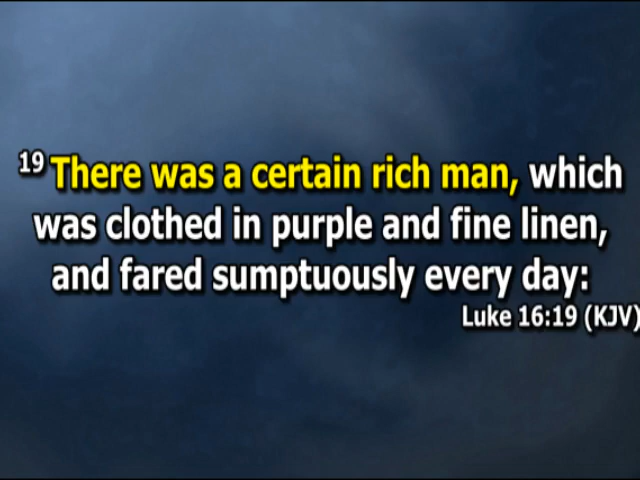 19 There was a certain rich man, which
was clothed in purple and fine linen,
and fared sumptuously every day:
Luke 16:19 (KJV)